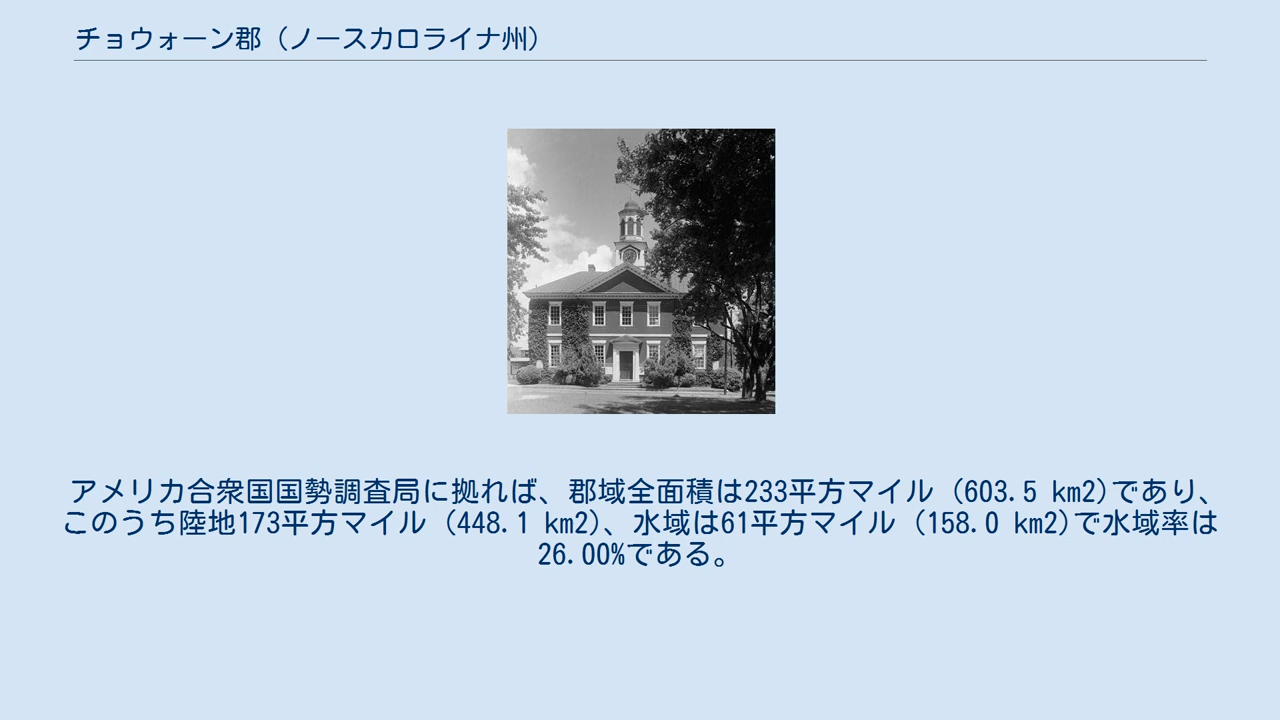 チョウォーン郡（ノースカロライナ州）
アメリカ合衆国国勢調査局に拠れば、郡域全面積は233平方マイル (603.5 km2)であり、
このうち陸地173平方マイル (448.1 km2)、水域は61平方マイル (158.0 km2)で水域率は
26.00%である。